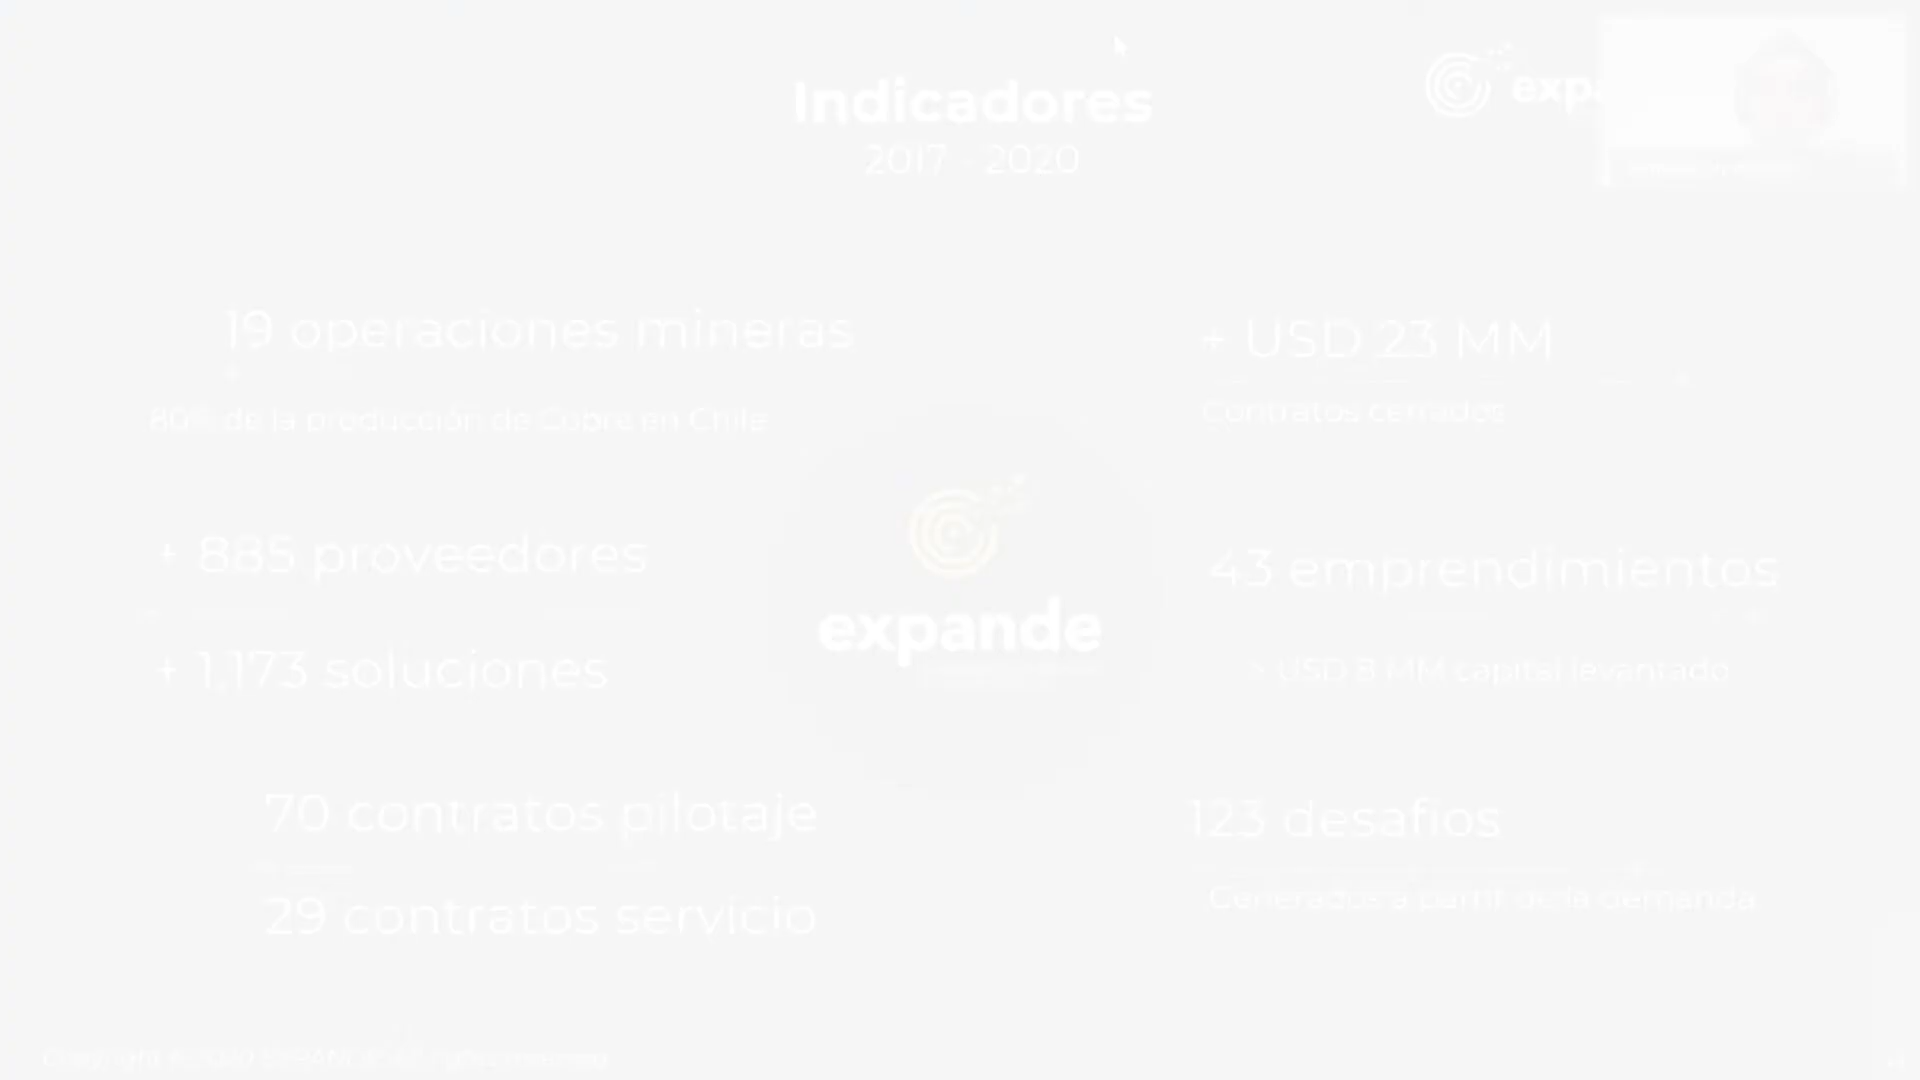 Indicadores
2017 - 2020
expa
19 operaciones mineras
80% de la producción de Cobre en Chile
+ 885 proveedores
+ 1,173 soluciones
70 contratos pilotaje
29 contratos servicio
expande
+ USD 23 MM
Contratos cerrados
43 emprendimientos
> USD 8 MM capital levantado
123 desafíos
Generados a partir de la demanda
Copyright